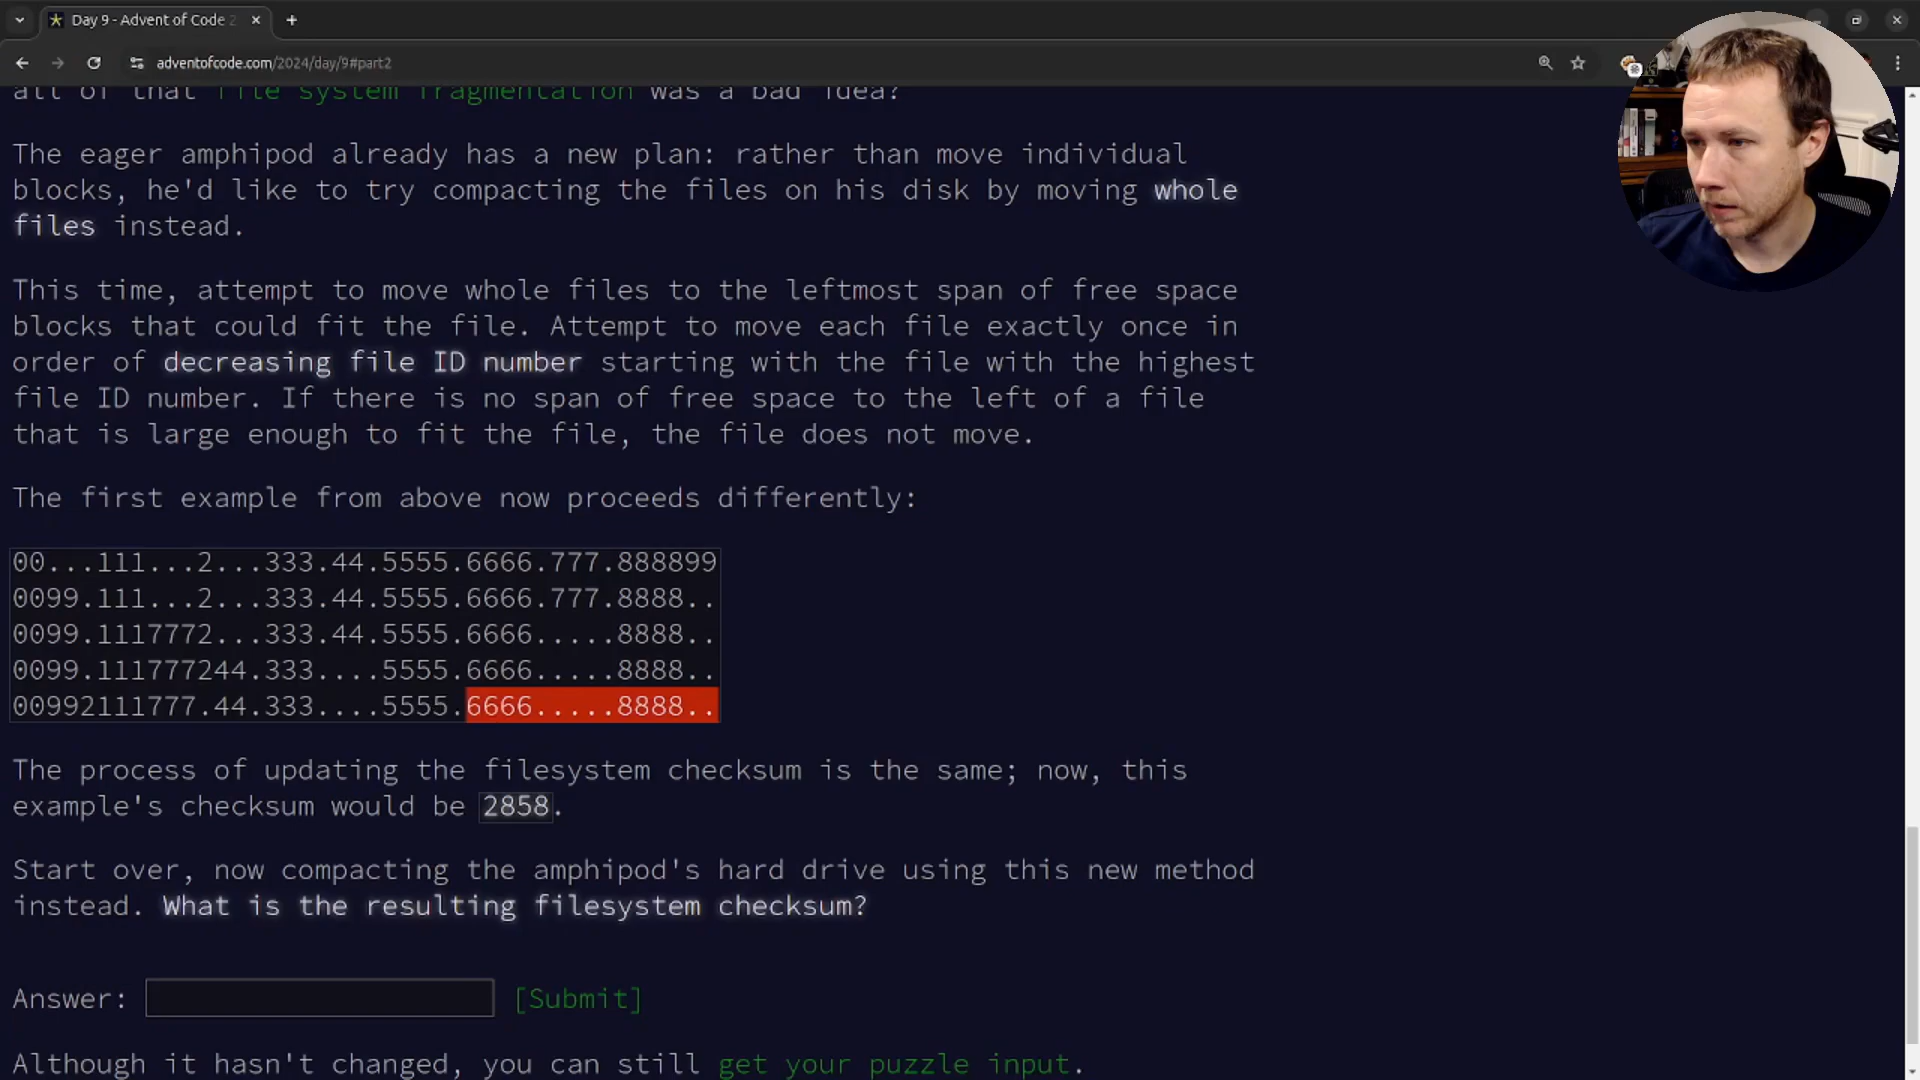 Day 9 - Advent of Code 2
adventofcode.com/2024/day/9#part2
all of that file system fragmentation was a bad idea?
The eager amphipod already has a new plan: rather than move individual
blocks, he'd like to try compacting the files on his disk by moving whole
files instead.
This time, attempt to move whole files to the leftmost span of free space
blocks that could fit the file. Attempt to move each file exactly once in
order of decreasing file ID number starting with the file with the highest
file ID number. If there is no span of free space to the left of a file
that is large enough to fit the file, the file does not move.
The first example from above now proceeds differently:
00...111...2...333.44.5555.6666.777.888899
0099.111...2...333.44.5555.6666.777.8888..
0099.1117772...333.44.5555.6666.....8888..
0099.111777244.333....5555.6666.....8888..
00992111777.44.333....5555.6666.....8888..
The process of updating the filesystem checksum is the same; now, this
example's checksum would be 2858.
Start over, now compacting the amphipod's hard drive using this new method
instead. What is the resulting filesystem checksum?
Answer: [Submit]
Although it hasn't changed, you can still get your puzzle input.